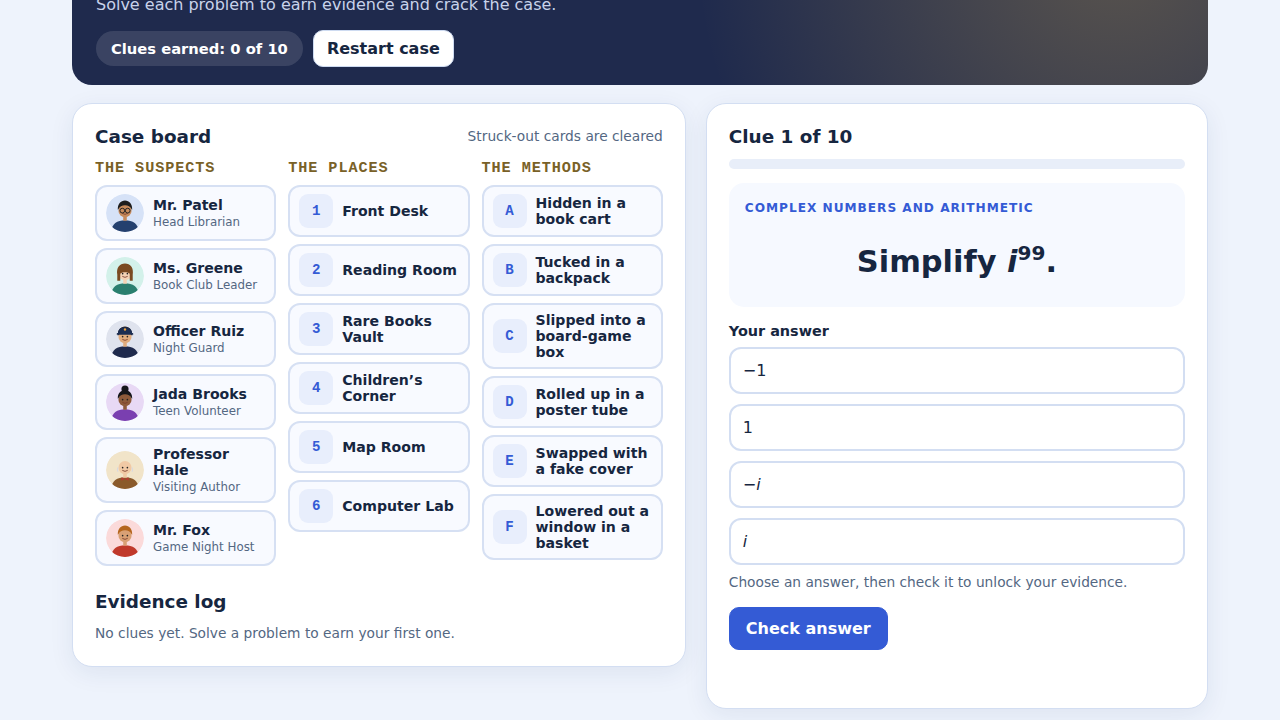 Solve each problem to earn evidence and crack the case.
Clues earned: 0 of 10
Restart case
Case board
Struck-out cards are cleared
THE SUSPECTS
Mr. Patel
Head Librarian
Ms. Greene
Book Club Leader
Officer Ruiz
Night Guard
Jada Brooks
Teen Volunteer
Professor
Hale
Visiting Author
Mr. Fox
Game Night Host
THE PLACES
1
Front Desk
2
Reading Room
3
Rare Books
Vault
4
Children’s
Corner
5
Map Room
6
Computer Lab
THE METHODS
A
Hidden in a
book cart
B
Tucked in a
backpack
C
Slipped into a
board-game
box
D
Rolled up in a
poster tube
E
Swapped with
a fake cover
F
Lowered out a
window in a
basket
Evidence log
No clues yet. Solve a problem to earn your first one.
Clue 1 of 10
COMPLEX NUMBERS AND ARITHMETIC
Simplify i⁹⁹.
Your answer
−1
1
−i
i
Choose an answer, then check it to unlock your evidence.
Check answer